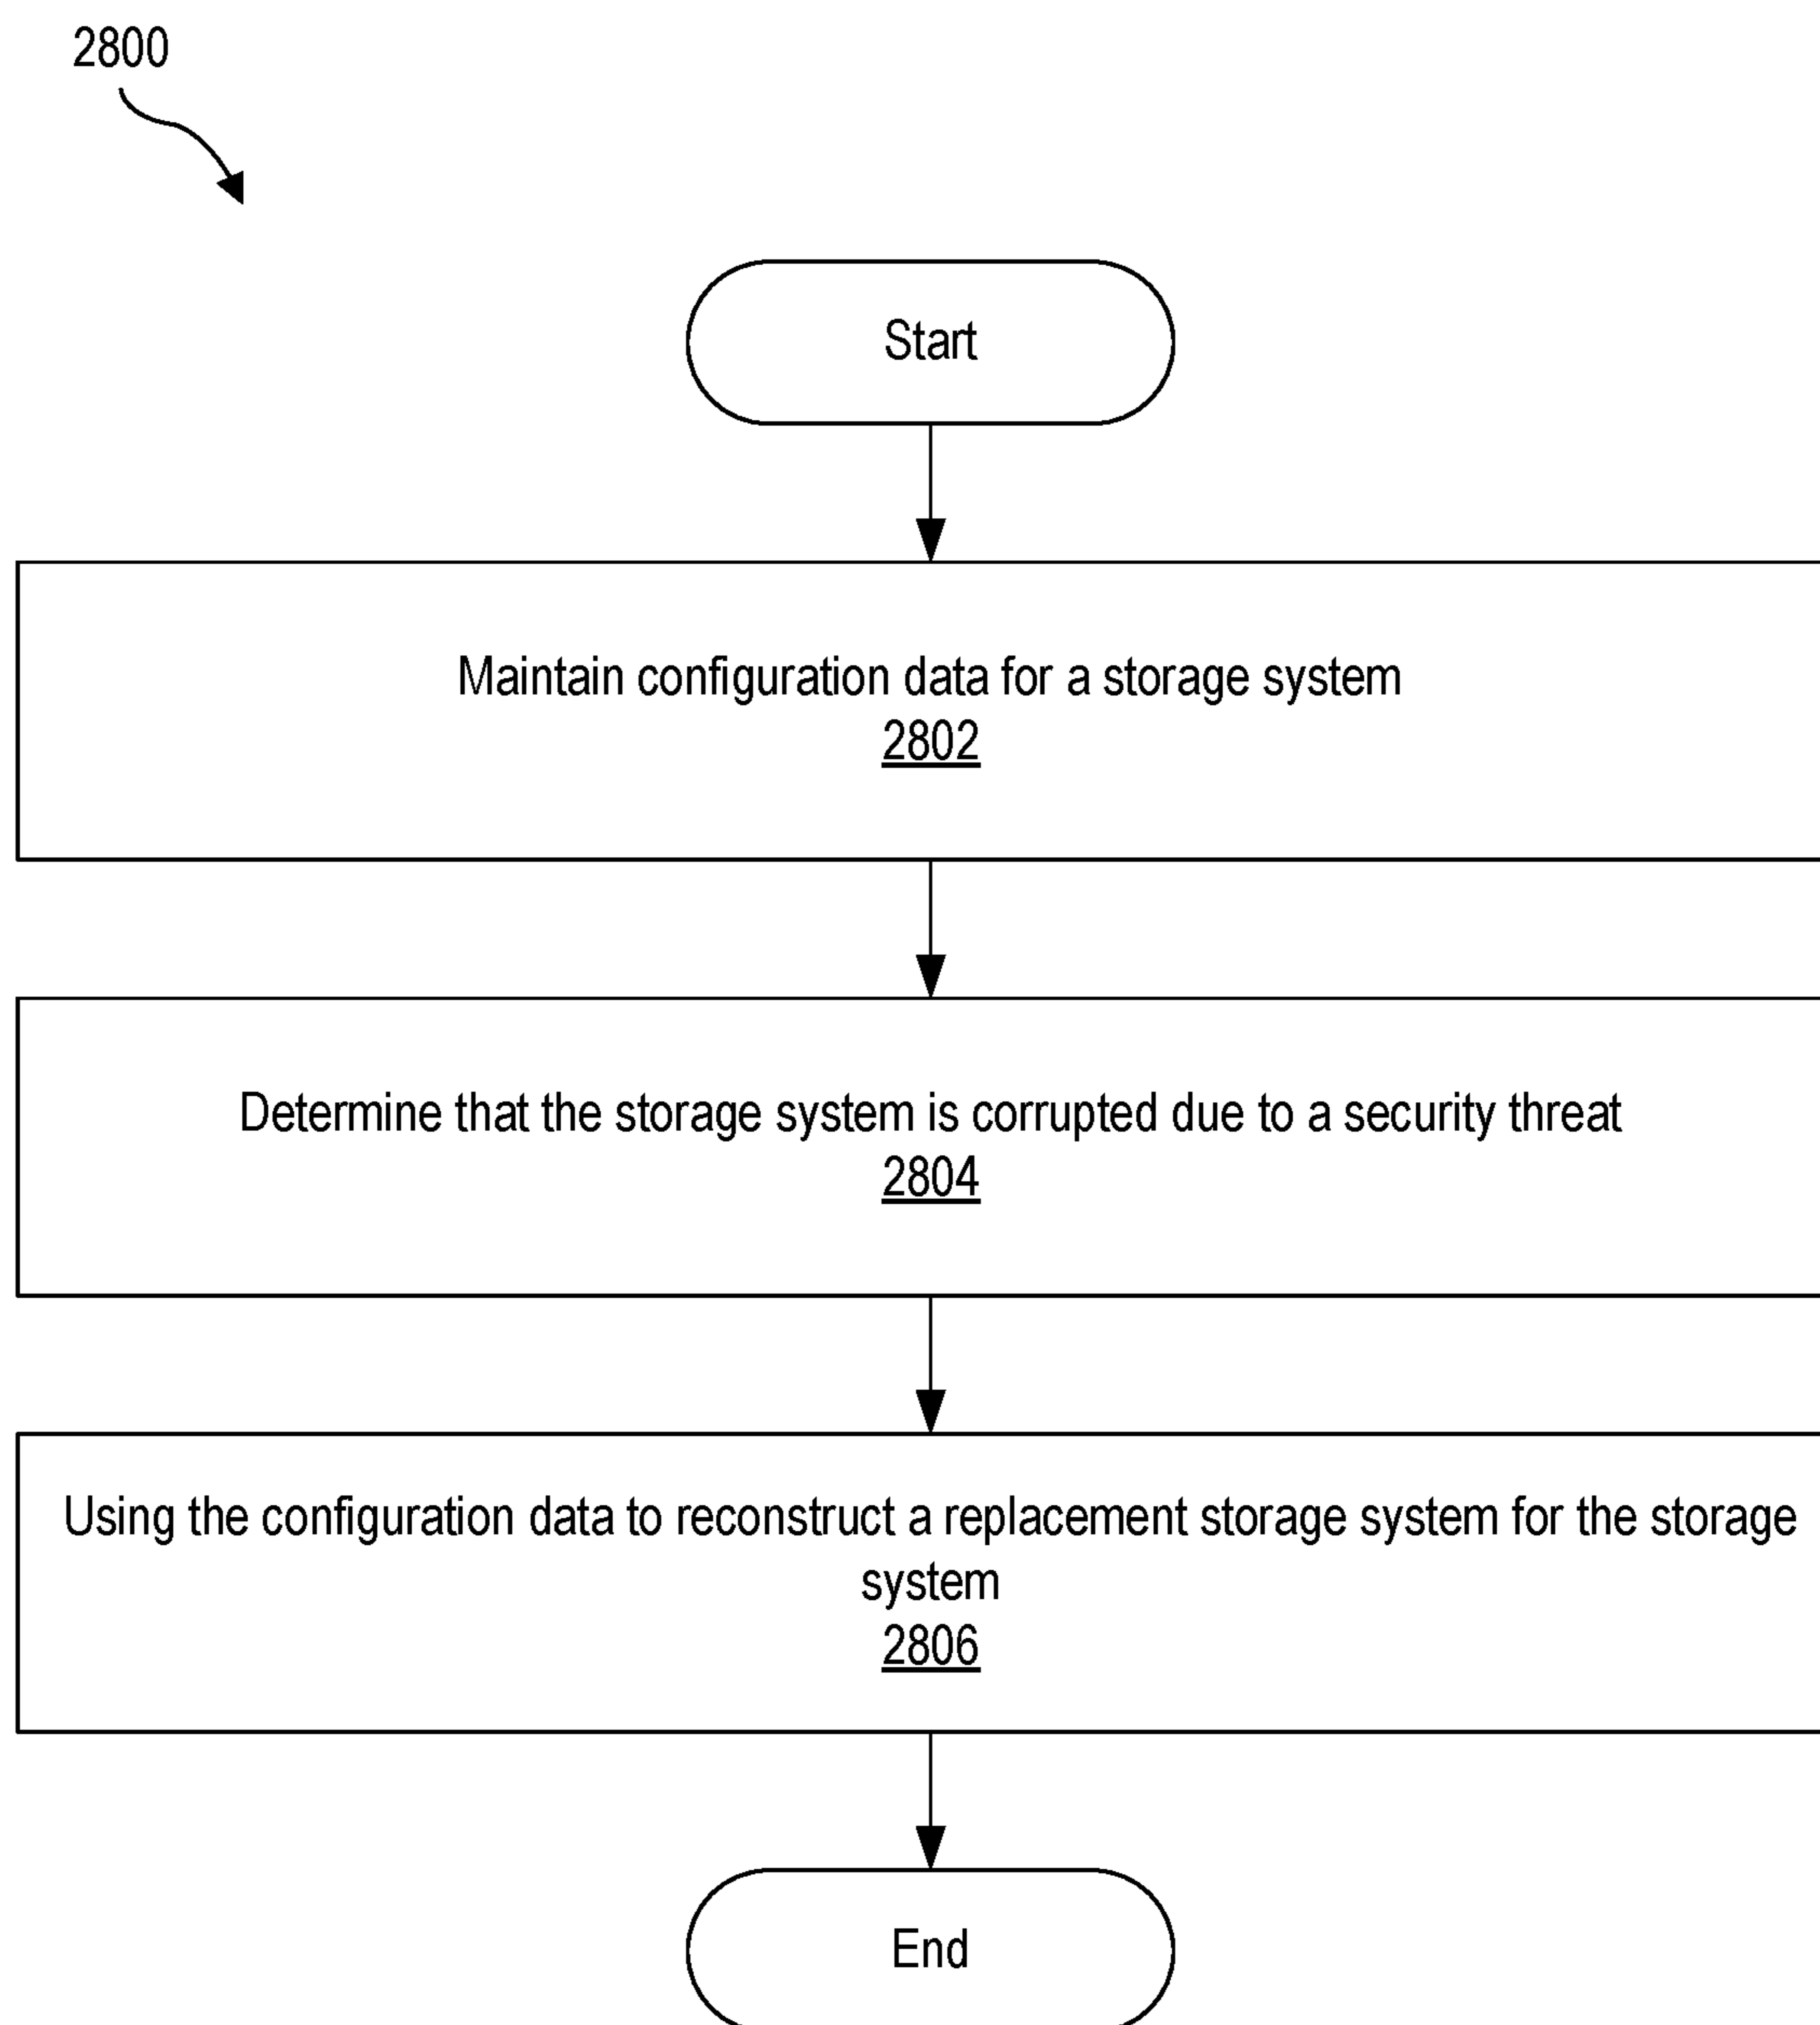 2800
Start
Maintain configuration data for a storage system
2802
Determine that the storage system is corrupted due to a security threat
2804
Using the configuration data to reconstruct a replacement storage system for the storage
system
2806
End